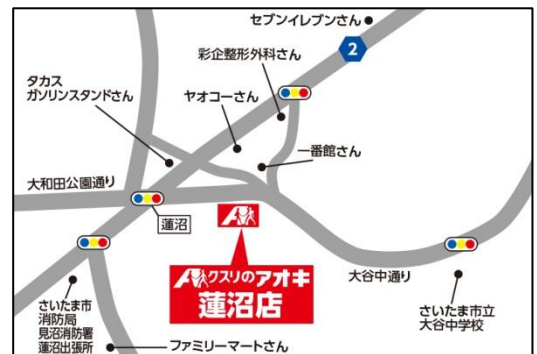 セブンイレブンさん
彩企整形外科さん
2
タカス
ガソリンスタンドさん
ヤオコーさん
一番館さん
大和田公園通り
蓮沼
クスリのアオキ
蓮沼店
大谷中通り
さいたま市
消防局
見沼消防署
蓮沼出張所
さいたま市立
大谷中学校
ファミリーマートさん